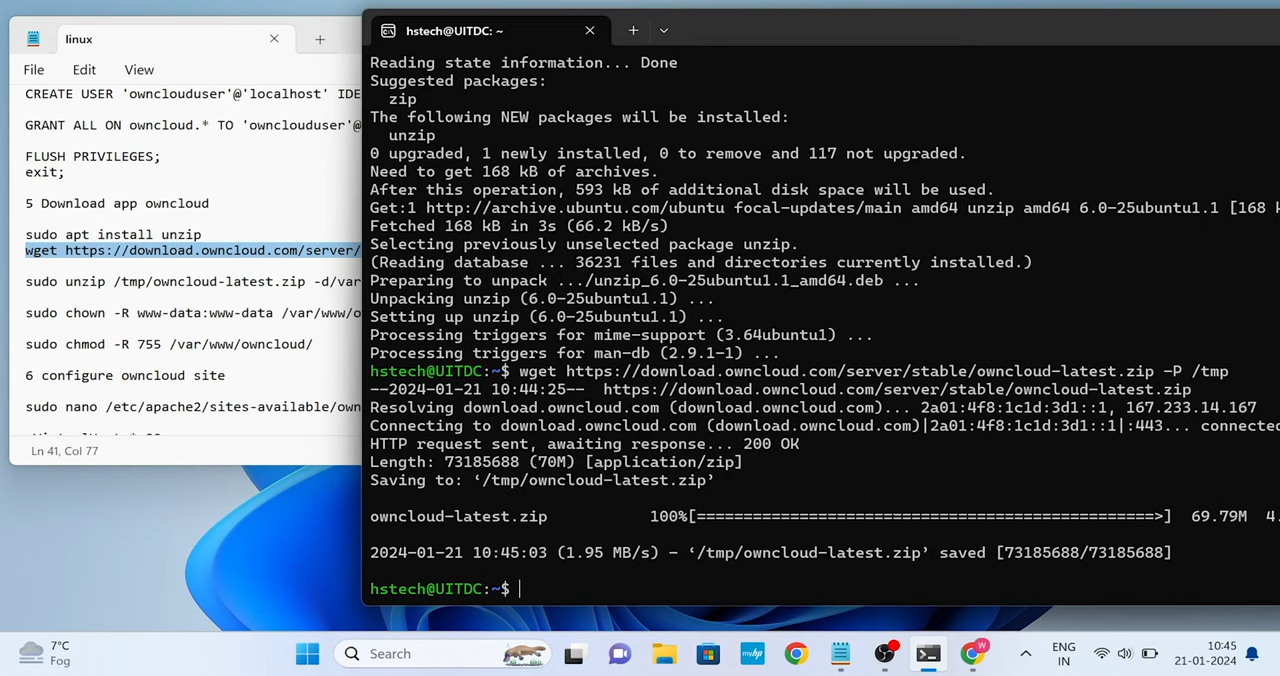 linux
File Edit View
CREATE USER 'ownclouduser'@'localhost' IDE
GRANT ALL ON owncloud.* TO 'ownclouduser'@
FLUSH PRIVILEGES;
exit;
5 Download app owncloud
sudo apt install unzip
wget https://download.owncloud.com/server/
sudo unzip /tmp/owncloud-latest.zip -d/var
sudo chown -R www-data:www-data /var/www/o
sudo chmod -R 755 /var/www/owncloud/
6 configure owncloud site
sudo nano /etc/apache2/sites-available/own
Ln 41, Col 77
hstech@UITDC: ~
Reading state information... Done
Suggested packages:
zip
The following NEW packages will be installed:
unzip
0 upgraded, 1 newly installed, 0 to remove and 117 not upgraded.
Need to get 168 kB of archives.
After this operation, 593 kB of additional disk space will be used.
Get:1 http://archive.ubuntu.com/ubuntu focal-updates/main amd64 unzip amd64 6.0-25ubuntu1.1 [168 k
Fetched 168 kB in 3s (66.2 kB/s)
Selecting previously unselected package unzip.
(Reading database ... 36231 files and directories currently installed.)
Preparing to unpack .../unzip_6.0-25ubuntu1.1_amd64.deb ...
Unpacking unzip (6.0-25ubuntu1.1) ...
Setting up unzip (6.0-25ubuntu1.1) ...
Processing triggers for mime-support (3.64ubuntu1) ...
Processing triggers for man-db (2.9.1-1) ...
hstech@UITDC:~$ wget https://download.owncloud.com/server/stable/owncloud-latest.zip -P /tmp
--2024-01-21 10:44:25-- https://download.owncloud.com/server/stable/owncloud-latest.zip
Resolving download.owncloud.com (download.owncloud.com)... 2a01:4f8:1c1d:3d1::1, 167.233.14.167
Connecting to download.owncloud.com (download.owncloud.com)|2a01:4f8:1c1d:3d1::1|:443... connected
HTTP request sent, awaiting response... 200 OK
Length: 73185688 (70M) [application/zip]
Saving to: ‘/tmp/owncloud-latest.zip’
owncloud-latest.zip 100%[===============================================>] 69.79M 4.
2024-01-21 10:45:03 (1.95 MB/s) - ‘/tmp/owncloud-latest.zip’ saved [73185688/73185688]
hstech@UITDC:~$
7°C
Fog
Search
myhp
W
ENG
IN
10:45
21-01-2024